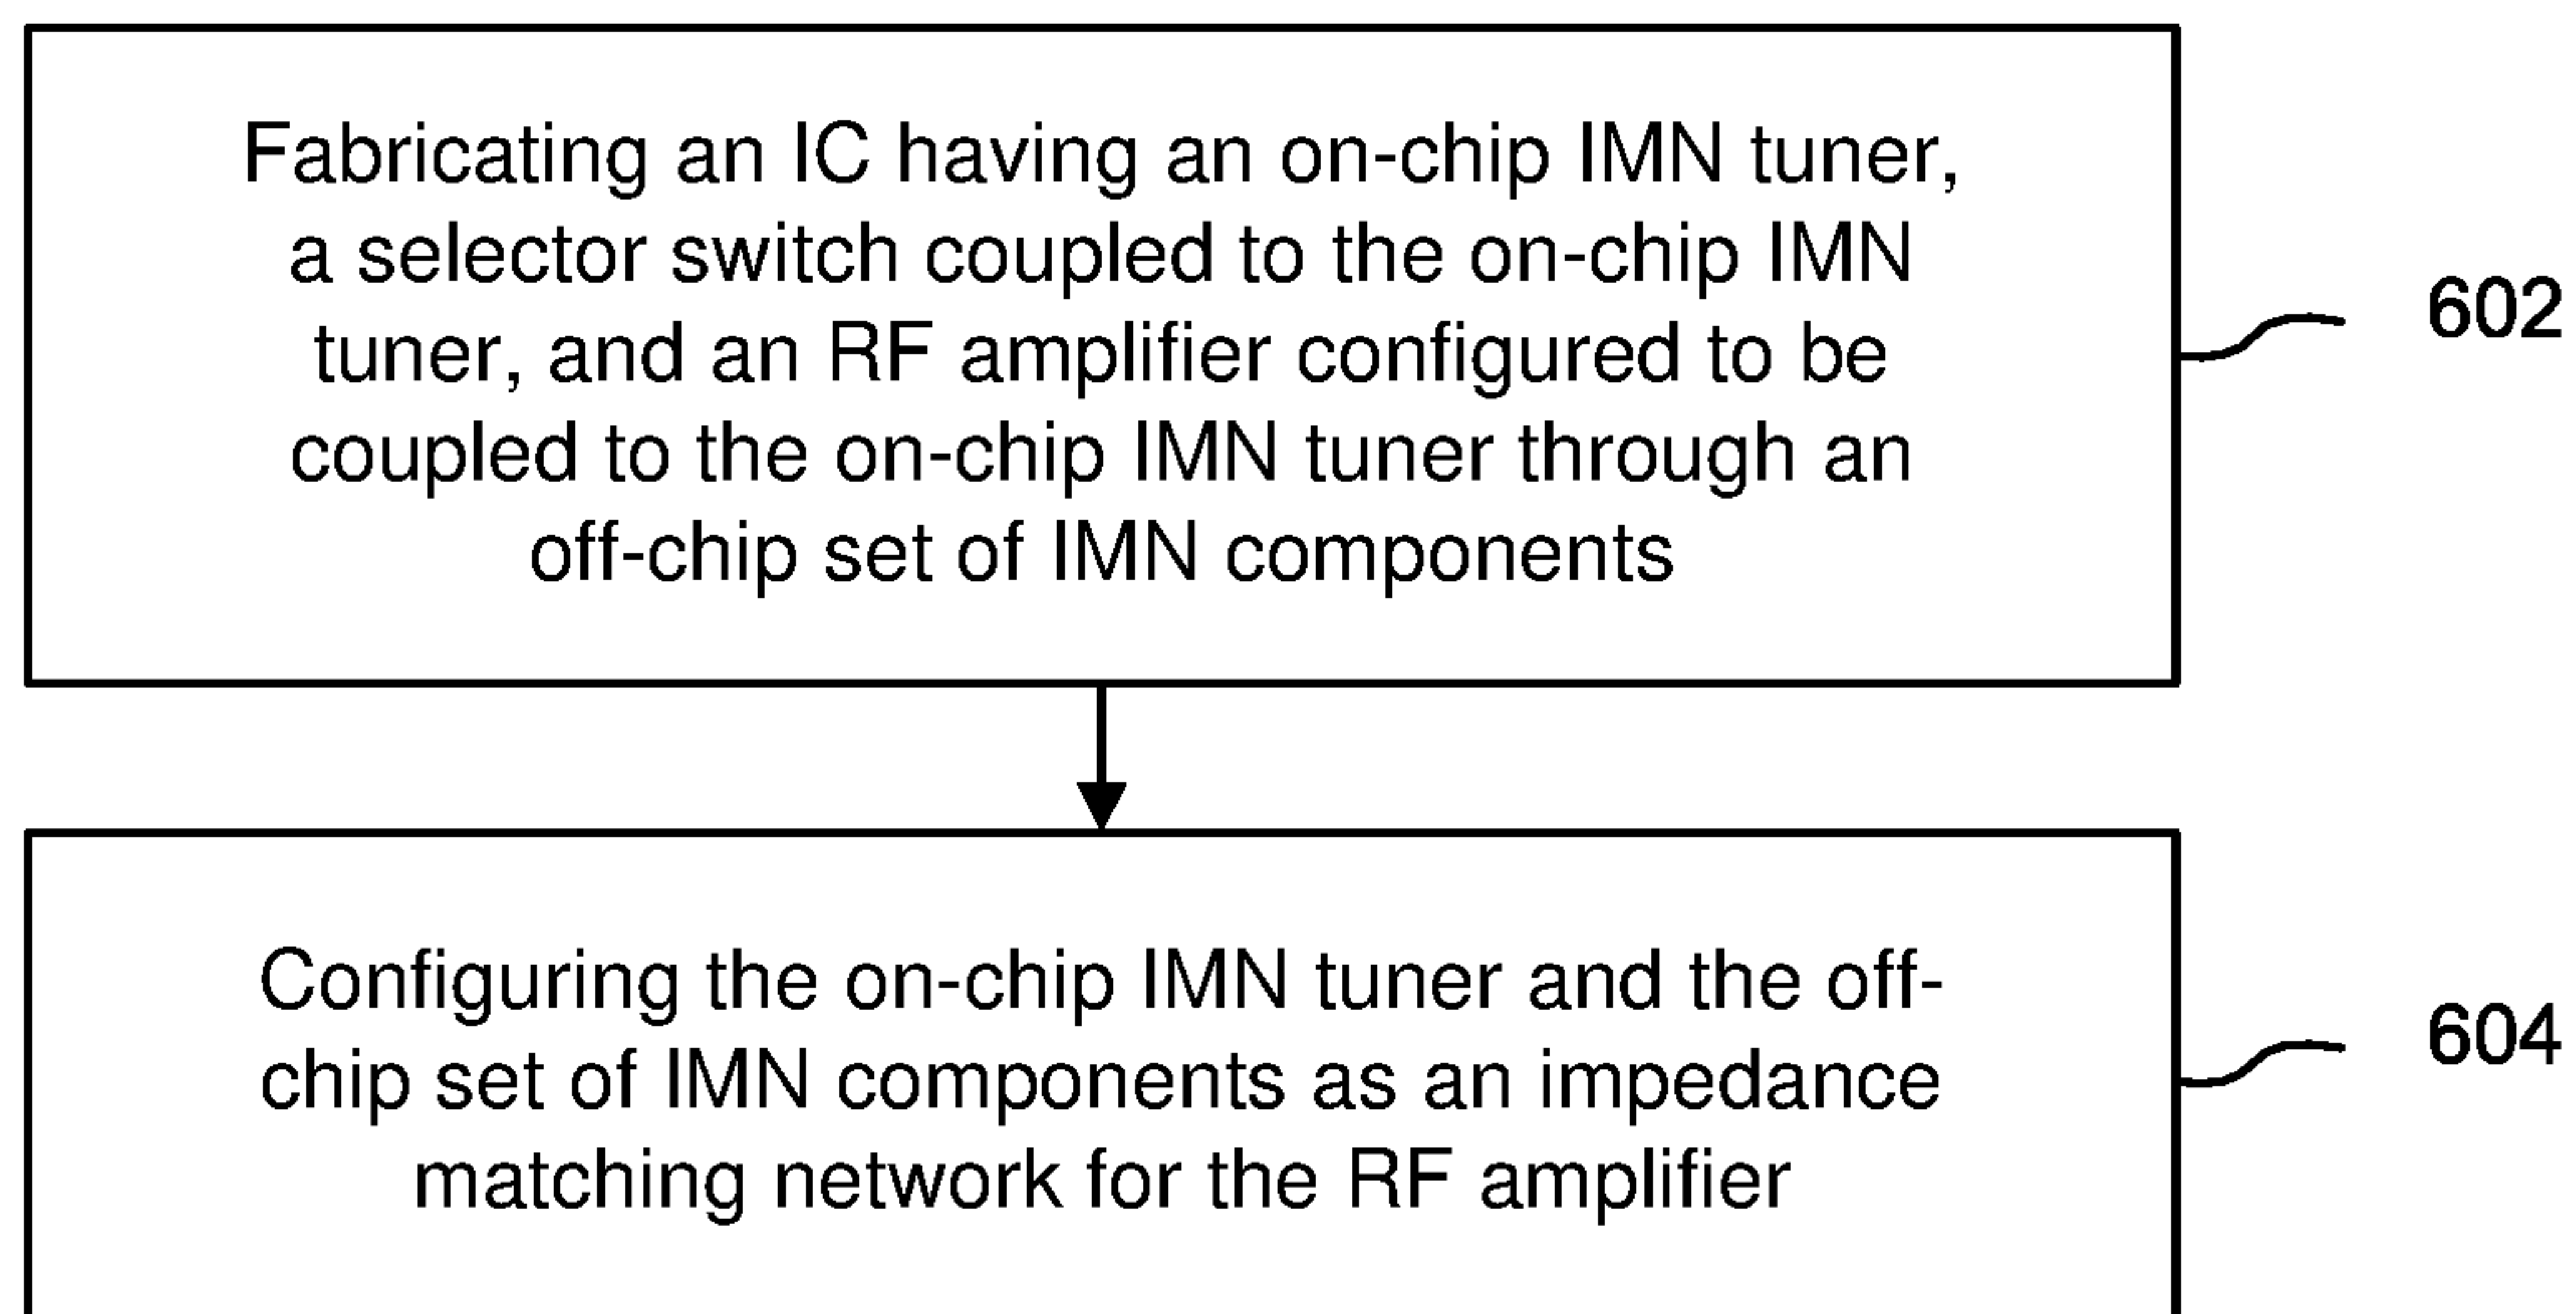 Fabricating an IC having an on-chip IMN tuner,
a selector switch coupled to the on-chip IMN
tuner, and an RF amplifier configured to be
coupled to the on-chip IMN tuner through an
off-chip set of IMN components
602
Configuring the on-chip IMN tuner and the off-
chip set of IMN components as an impedance
matching network for the RF amplifier
604